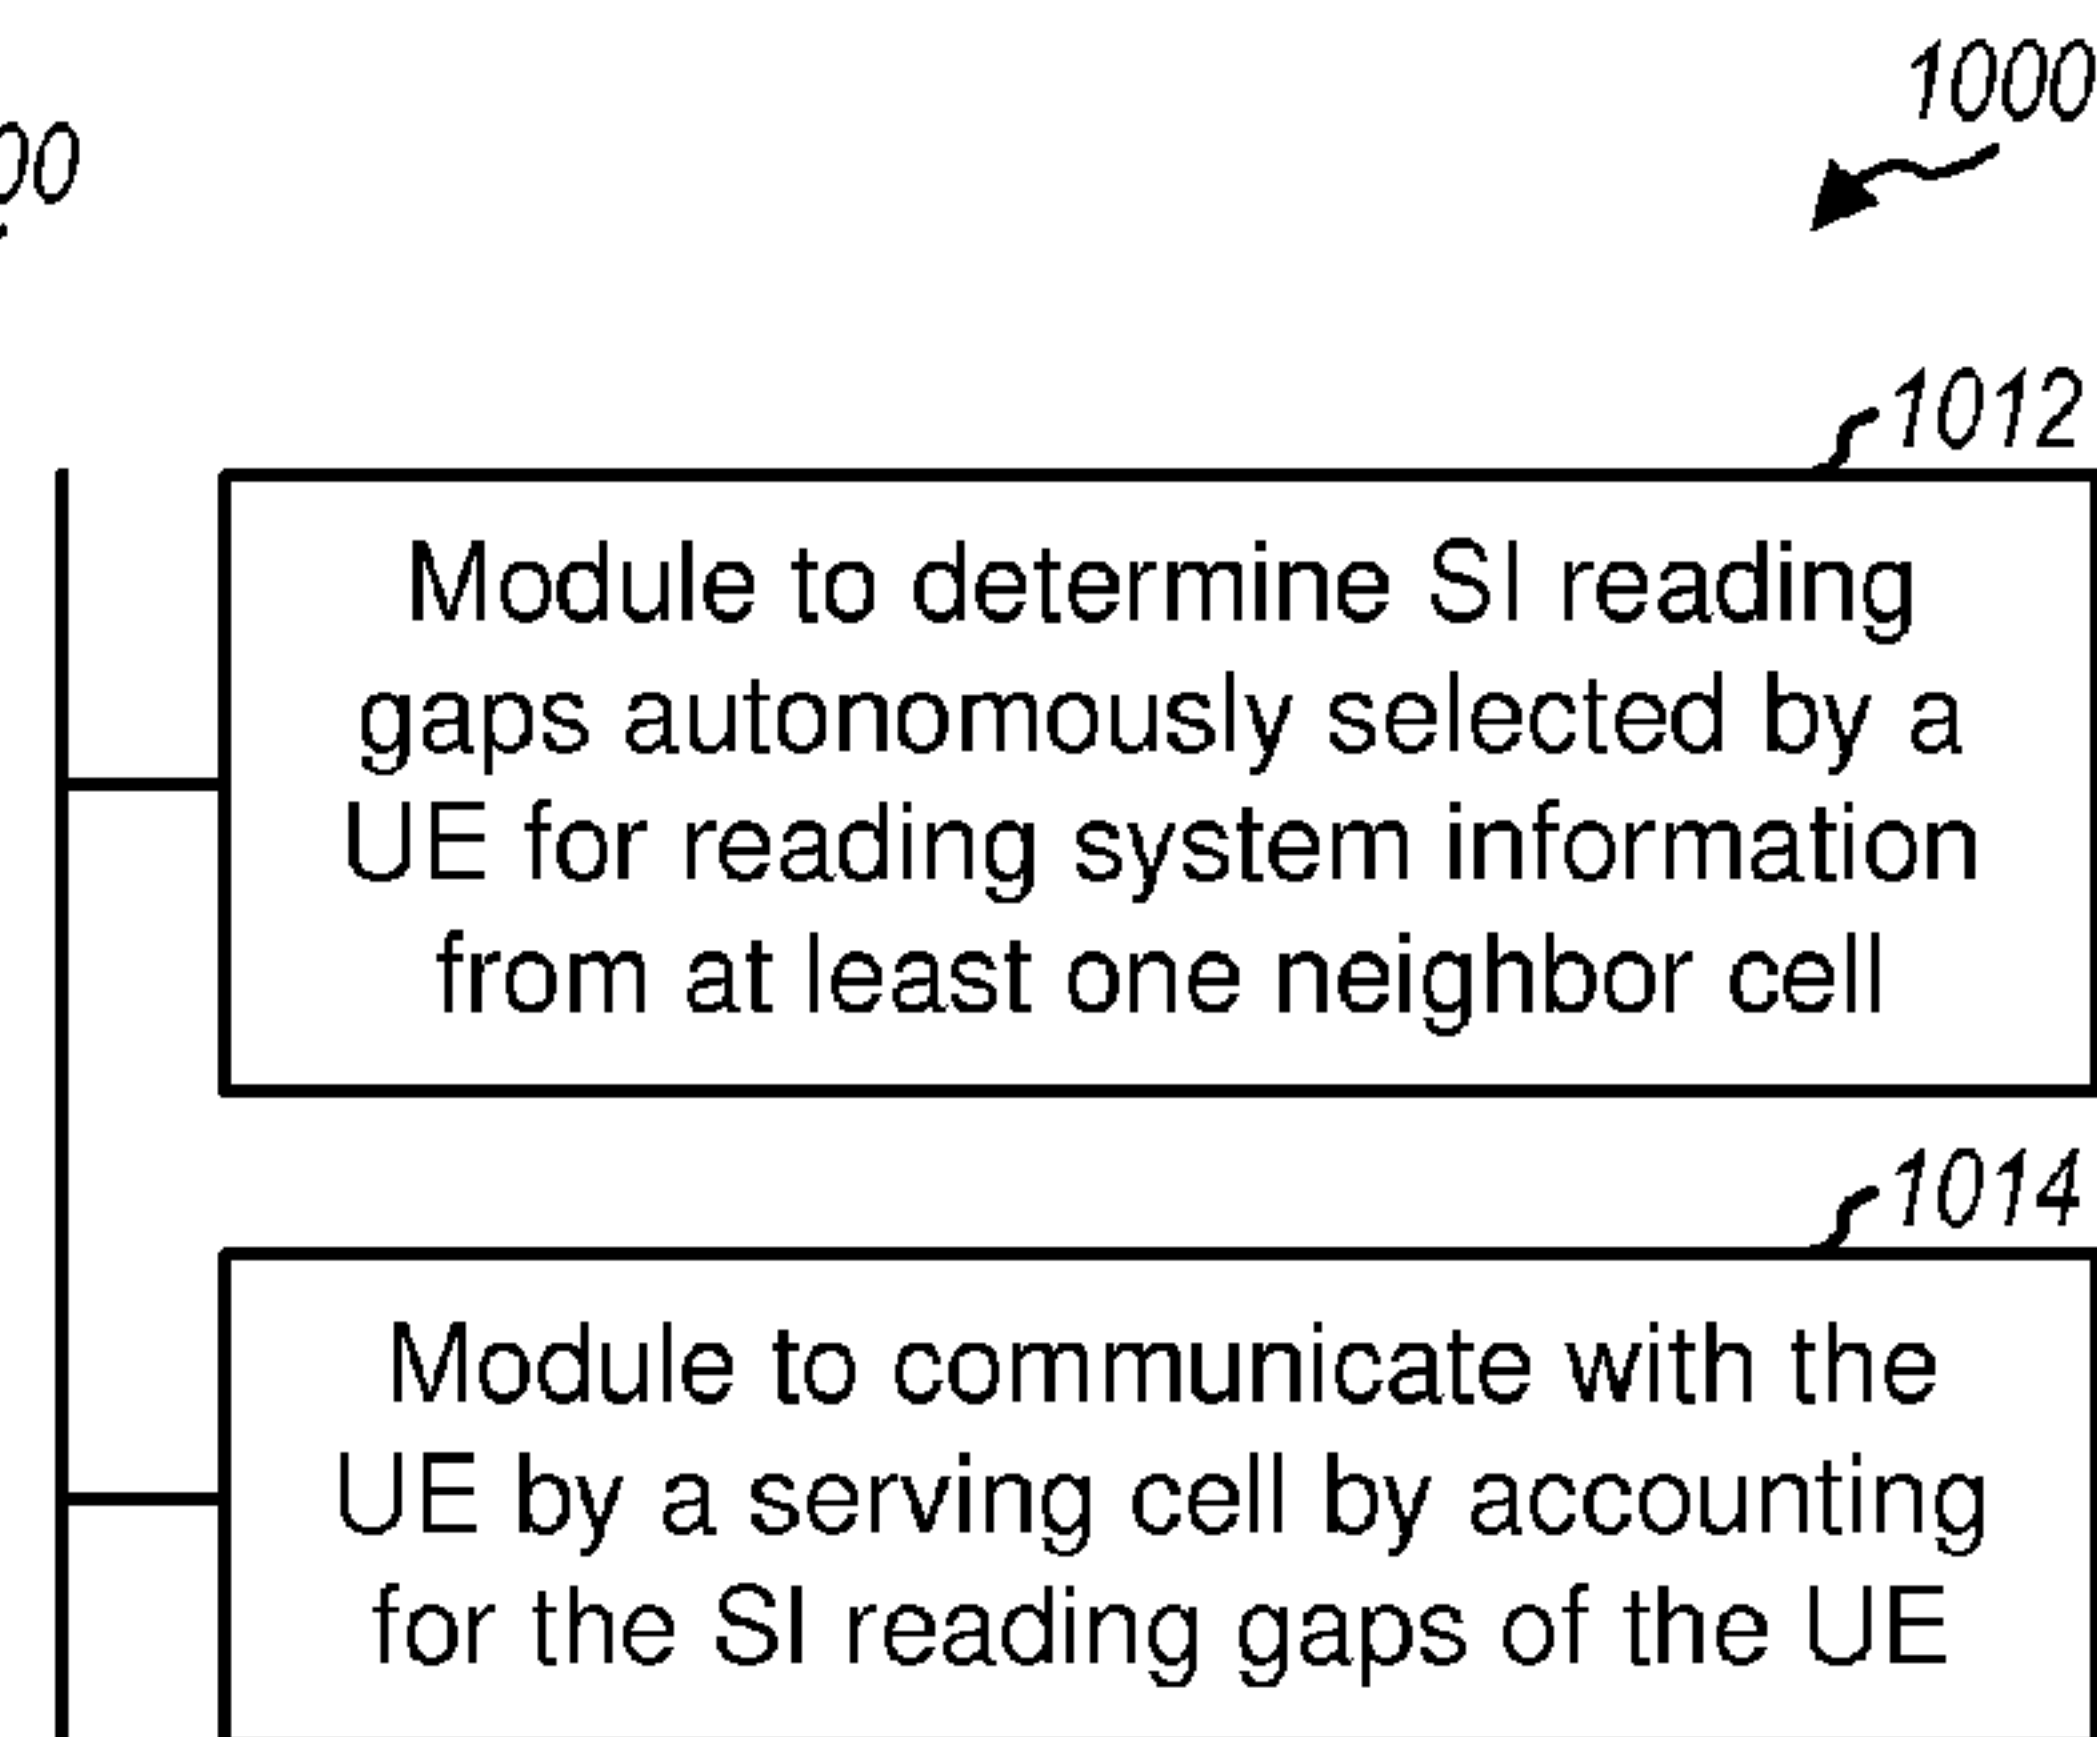 1000
00
1012
Module to determine SI reading
gaps autonomously selected by a
UE for reading system information
from at least one neighbor cell
1014
Module to communicate with the
UE by a serving cell by accounting
for the SI reading gaps of the UE